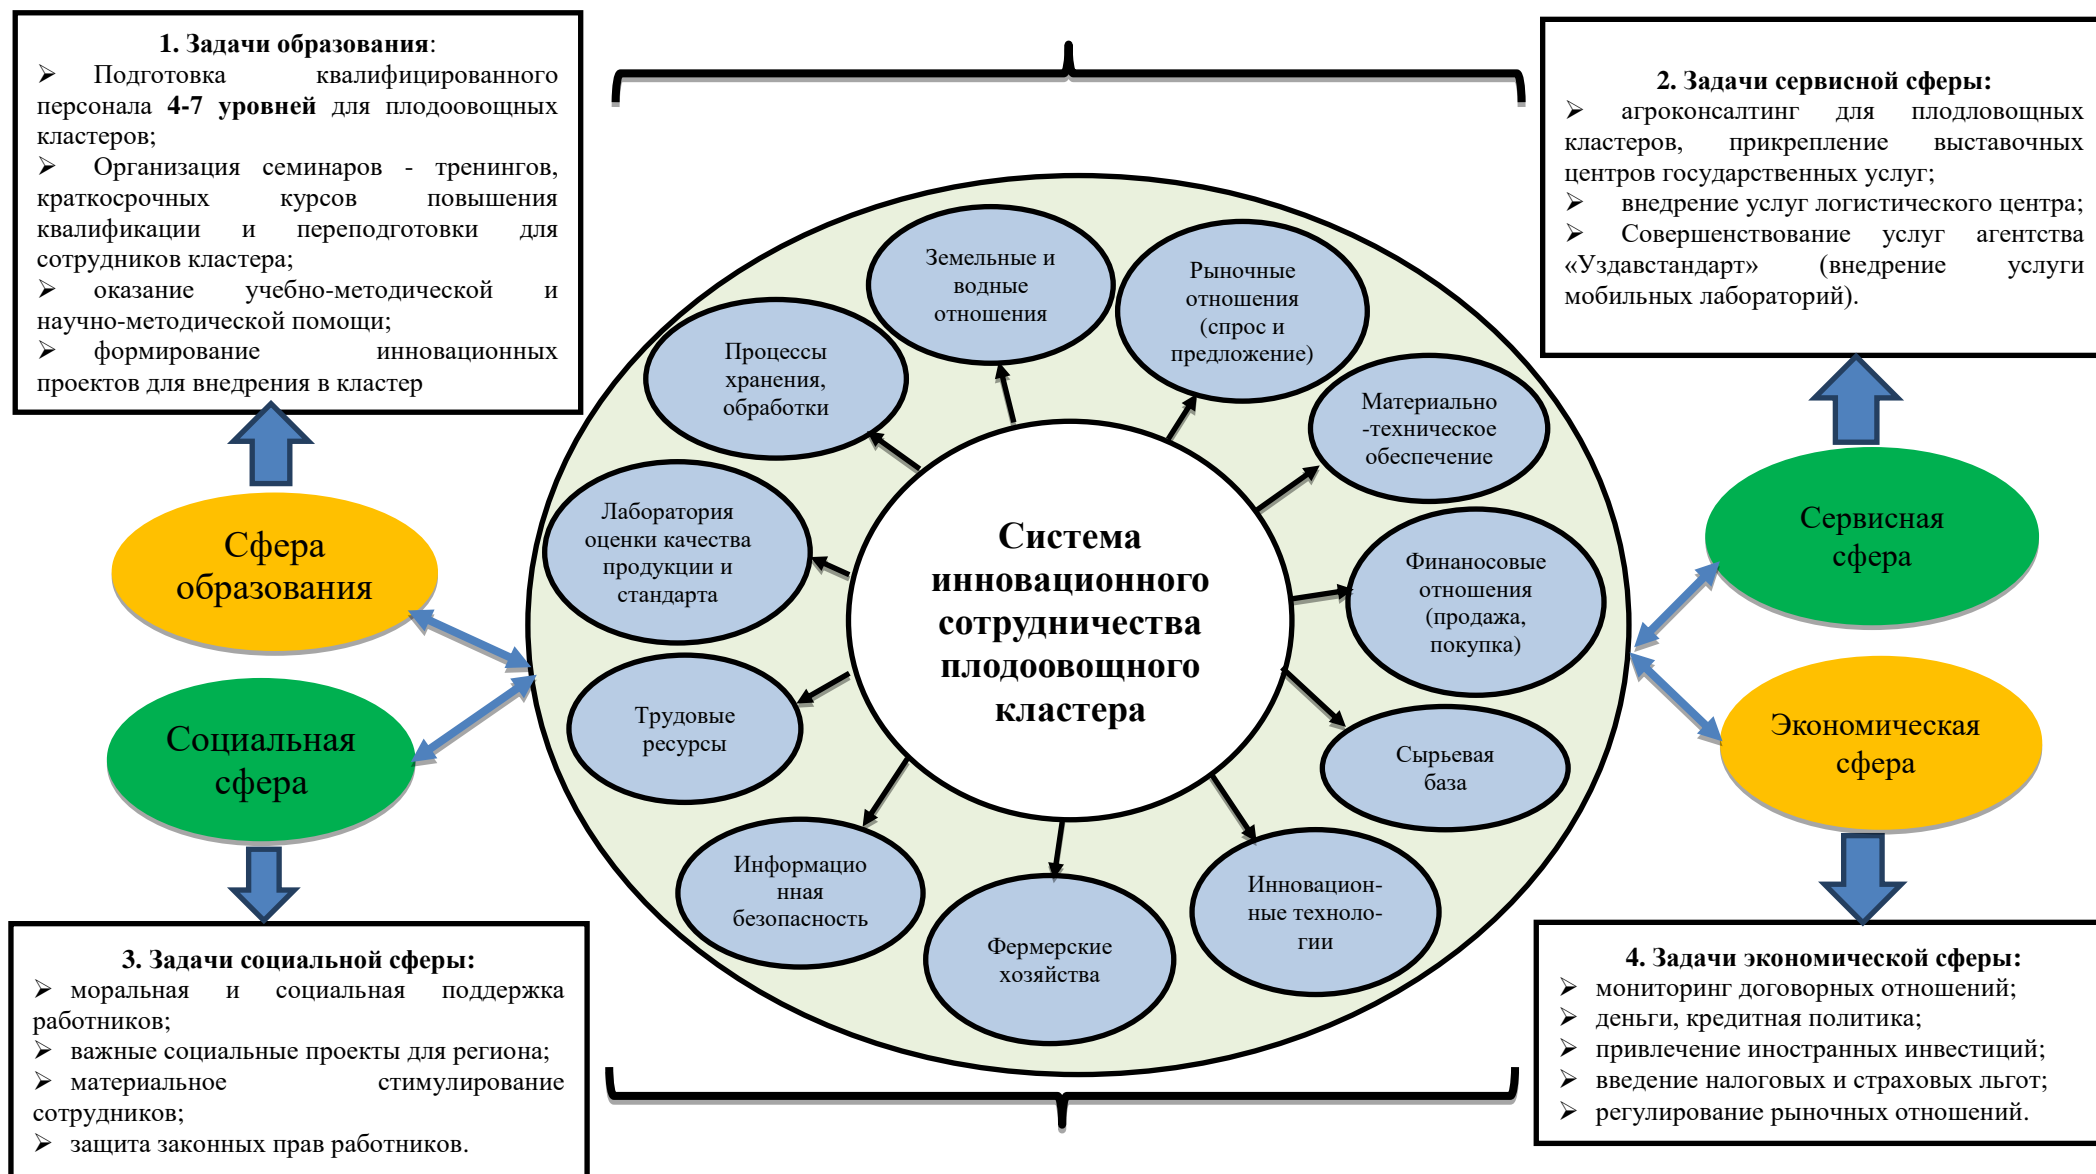 1. Задачи образования:
➢ Подготовка квалифицированного
персонала 4-7 уровней для плодоовощных
кластеров;
➢ Организация семинаров - тренингов,
краткосрочных курсов повышения
квалификации и переподготовки для
сотрудников кластера;
➢ оказание учебно-методической и
научно-методической помощи;
➢ формирование инновационных
проектов для внедрения в кластер
2. Задачи сервисной сферы:
➢ агроконсалтинг для плодловощных
кластеров, прикрепление выставочных
центров государственных услуг;
➢ внедрение услуг логистического центра;
➢ Совершенствование услуг агентства
«Уздавстандарт» (внедрение услуги
мобильных лабораторий).
Земельные и
водные
отношения
Рыночные
отношения
(спрос и
предложение)
Процессы
хранения,
обработки
Материально
-техническое
обеспечение
Лаборатория
оценки качества
продукции и
стандарта
Финаносовые
отношения
(продажа,
покупка)
Система
инновационного
сотрудничества
плодоовощного
кластера
Трудовые
ресурсы
Сырьевая
база
Информацио
нная
безопасность
Фермерские
хозяйства
Инновацион-
ные техноло-
гии
Сфера
образования
Социальная
сфера
Сервисная
сфера
Экономическая
сфера
3. Задачи социальной сферы:
➢ моральная и социальная поддержка
работников;
➢ важные социальные проекты для региона;
➢ материальное стимулирование
сотрудников;
➢ защита законных прав работников.
4. Задачи экономической сферы:
➢ мониторинг договорных отношений;
➢ деньги, кредитная политика;
➢ привлечение иностранных инвестиций;
➢ введение налоговых и страховых льгот;
➢ регулирование рыночных отношений.